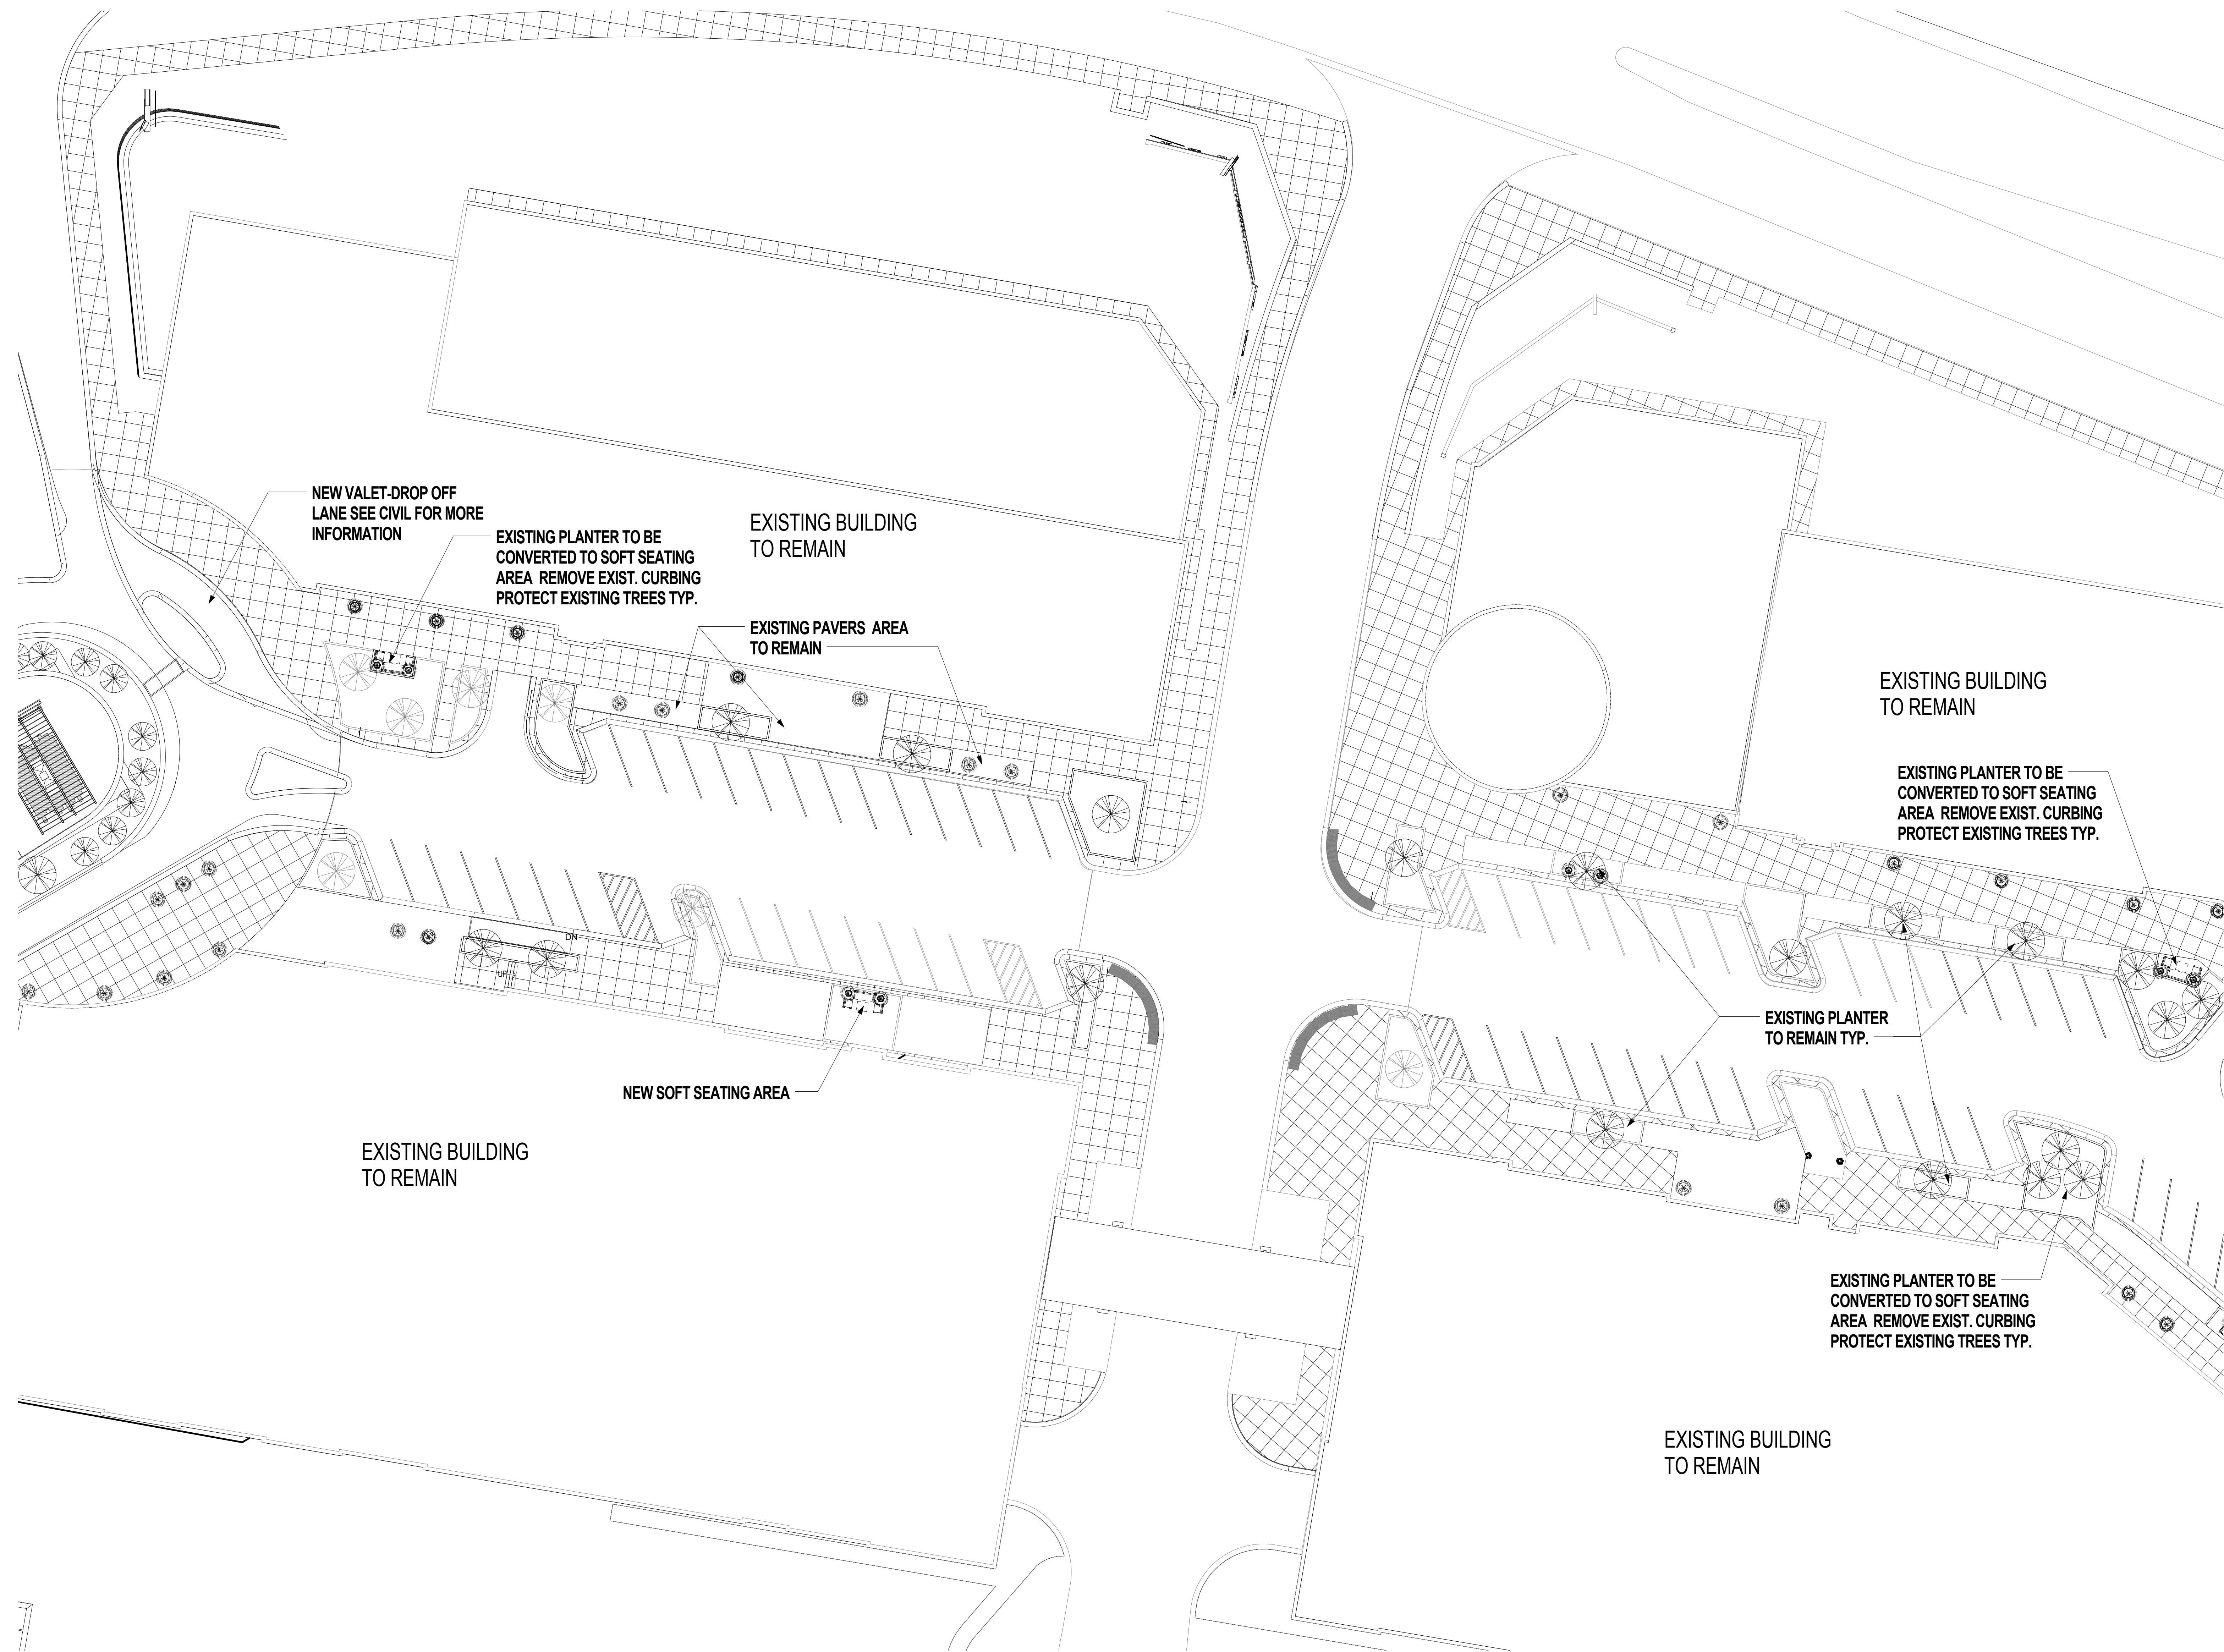 NEW VALET-DROP OFF
LANE SEE CIVIL FOR MORE
INFORMATION
EXISTING PLANTER TO BE
CONVERTED TO SOFT SEATING
AREA REMOVE EXIST. CURBING
PROTECT EXISTING TREES TYP.
EXISTING BUILDING
TO REMAIN
EXISTING PAVERS AREA
TO REMAIN
EXISTING BUILDING
TO REMAIN
EXISTING PLANTER TO BE
CONVERTED TO SOFT SEATING
AREA REMOVE EXIST. CURBING
PROTECT EXISTING TREES TYP.
DN
UP
EXISTING PLANTER
TO REMAIN TYP.
NEW SOFT SEATING AREA
EXISTING BUILDING
TO REMAIN
EXISTING PLANTER TO BE
CONVERTED TO SOFT SEATING
AREA REMOVE EXIST. CURBING
PROTECT EXISTING TREES TYP.
EXISTING BUILDING
TO REMAIN